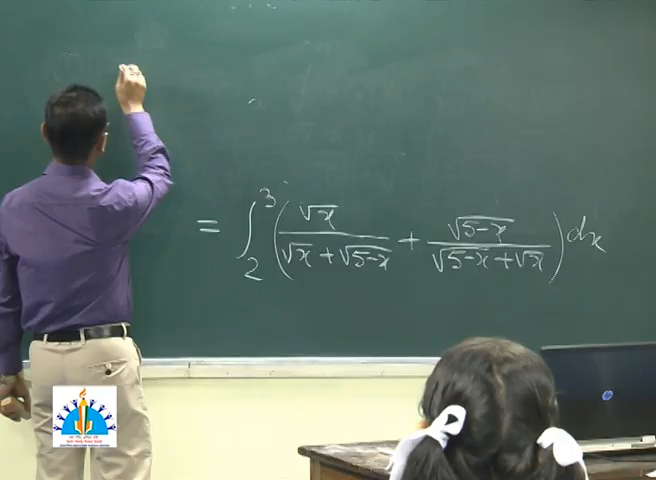 = ∫₂³ (√x / (√x + √(5-x)) + √(5-x) / (√(5-x) + √x)) dx